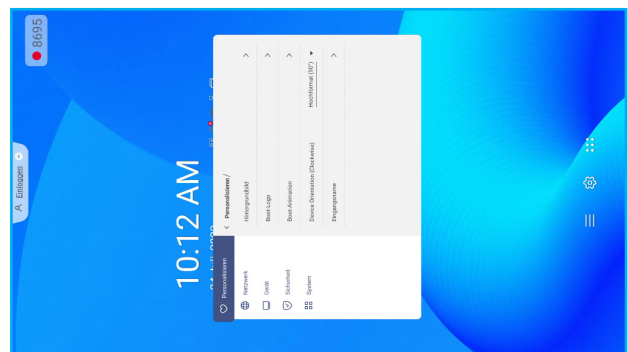 8695
Einloggen
10:12 AM
Personalisieren
Netzwerk
Gerät
Sicherheit
System
Personalisieren /
Hintergrundbild
Boot-Logo
Boot-Animation
Device Orientation (Clockwise)
Hochformat (90°)
Eingangsname